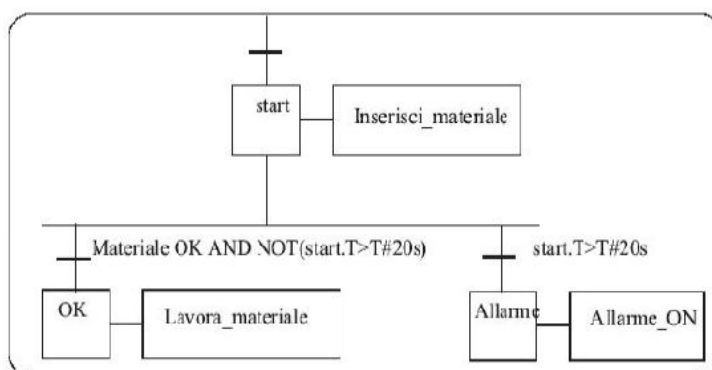 start
Inserisci_materiale
Materiale OK AND NOT(start.T>T#20s)
start.T>T#20s
OK
Lavora_materiale
Allarme
Allarme_ON